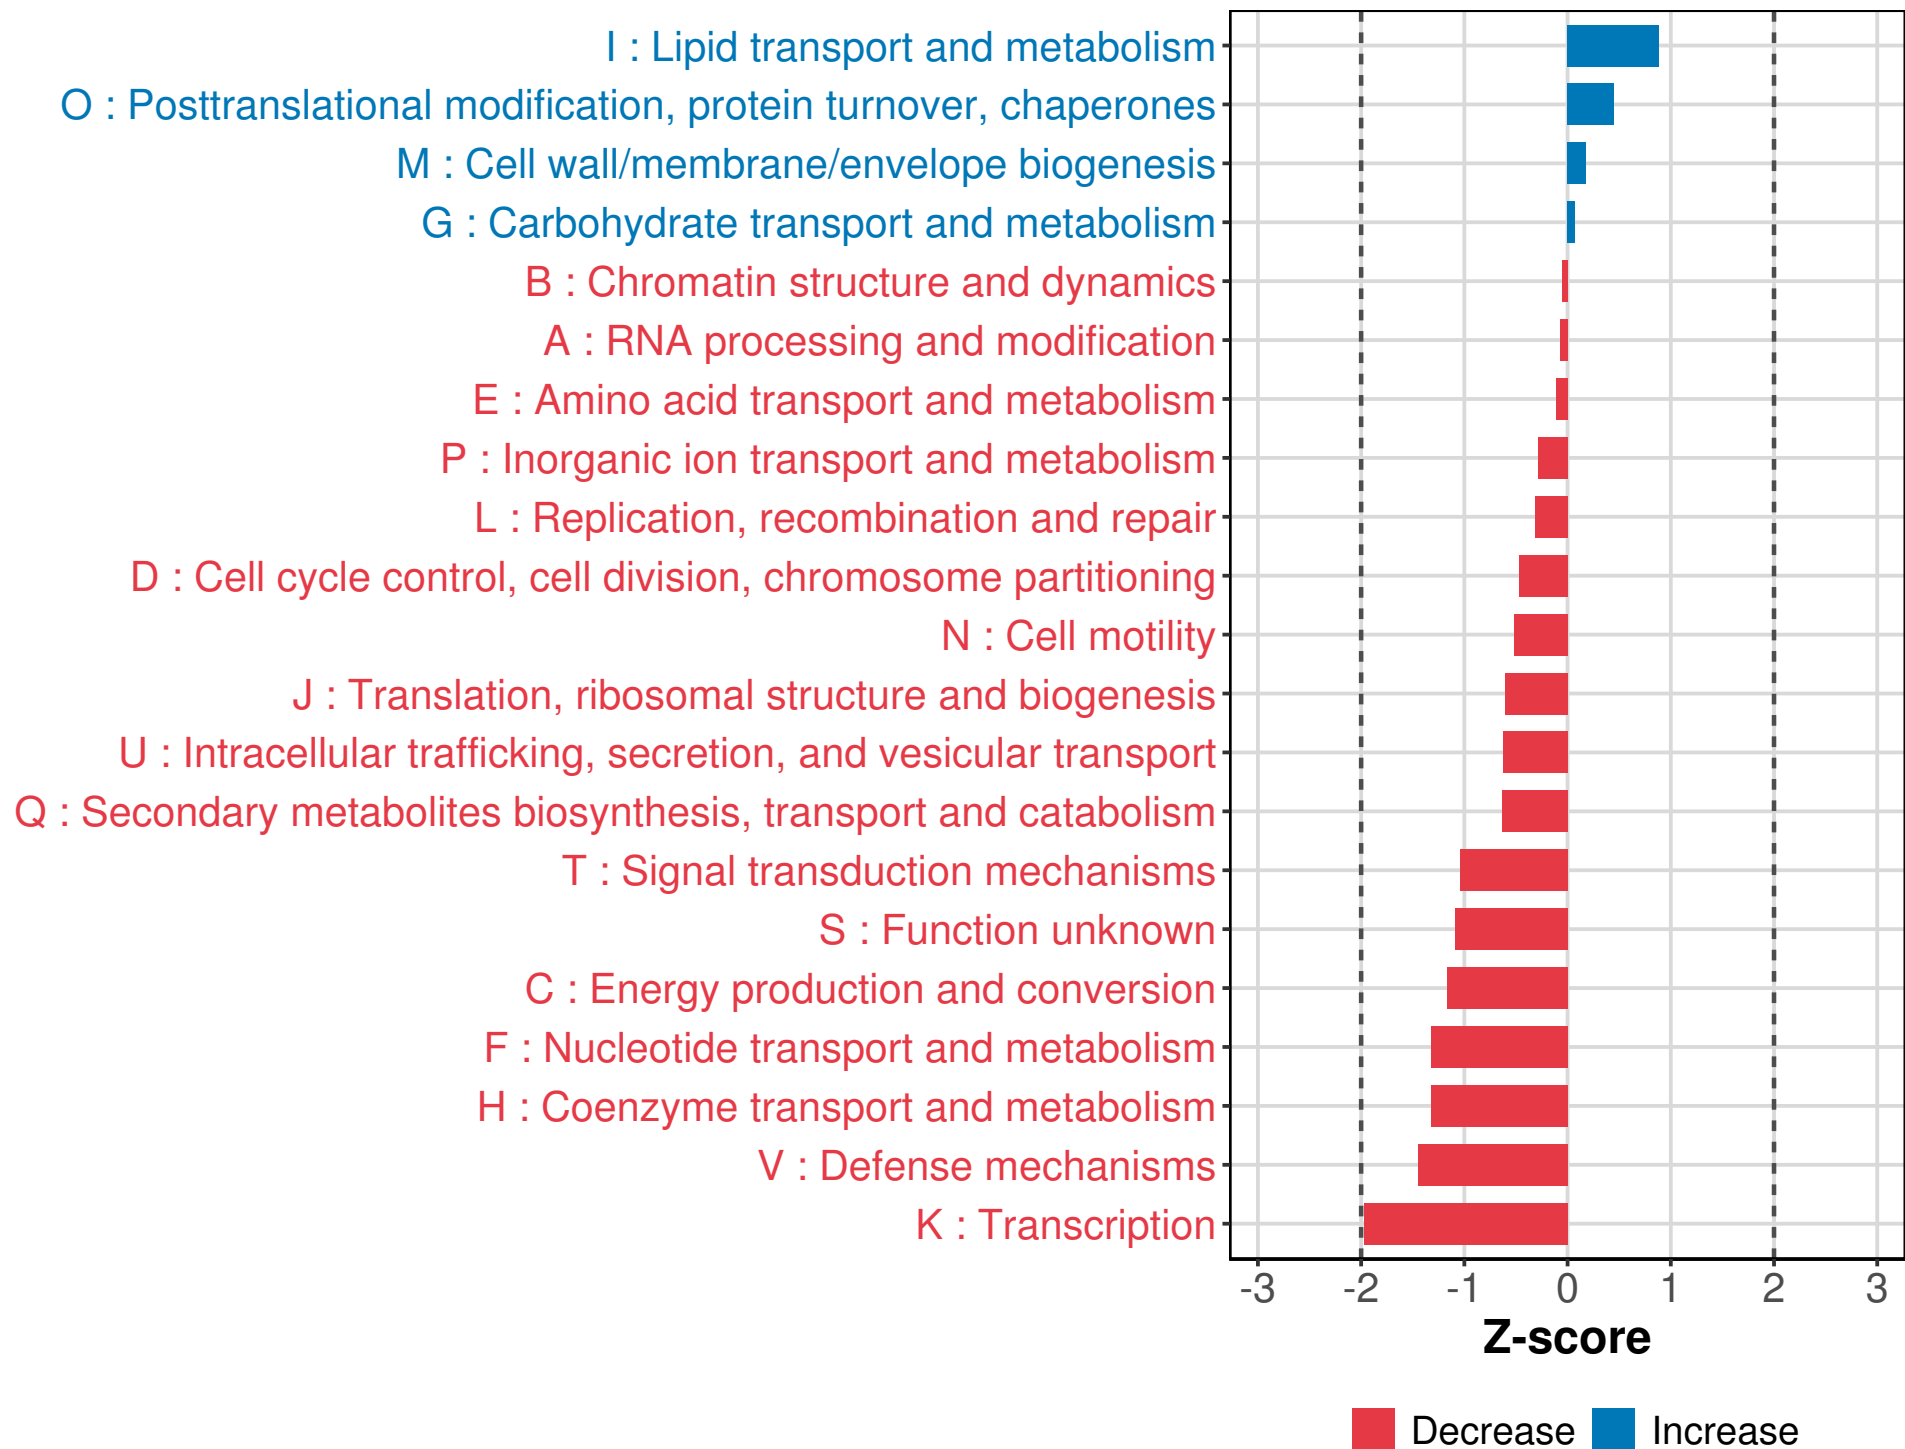 I : Lipid transport and metabolism
O : Posttranslational modification, protein turnover, chaperones
M : Cell wall/membrane/envelope biogenesis
G : Carbohydrate transport and metabolism
B : Chromatin structure and dynamics
A : RNA processing and modification
E : Amino acid transport and metabolism
P : Inorganic ion transport and metabolism
L : Replication, recombination and repair
D : Cell cycle control, cell division, chromosome partitioning
N : Cell motility
J : Translation, ribosomal structure and biogenesis
U : Intracellular trafficking, secretion, and vesicular transport
Q : Secondary metabolites biosynthesis, transport and catabolism
T : Signal transduction mechanisms
S : Function unknown
C : Energy production and conversion
F : Nucleotide transport and metabolism
H : Coenzyme transport and metabolism
V : Defense mechanisms
K : Transcription
-3 -2 -1 0 1 2 3
Z-score
Decrease Increase